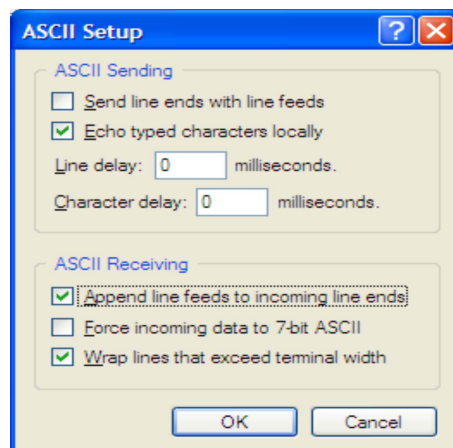 ASCII Setup
ASCII Sending
Send line ends with line feeds
Echo typed characters locally
Line delay: 0 milliseconds.
Character delay: 0 milliseconds.
ASCII Receiving
Append line feeds to incoming line ends
Force incoming data to 7-bit ASCII
Wrap lines that exceed terminal width
OK Cancel